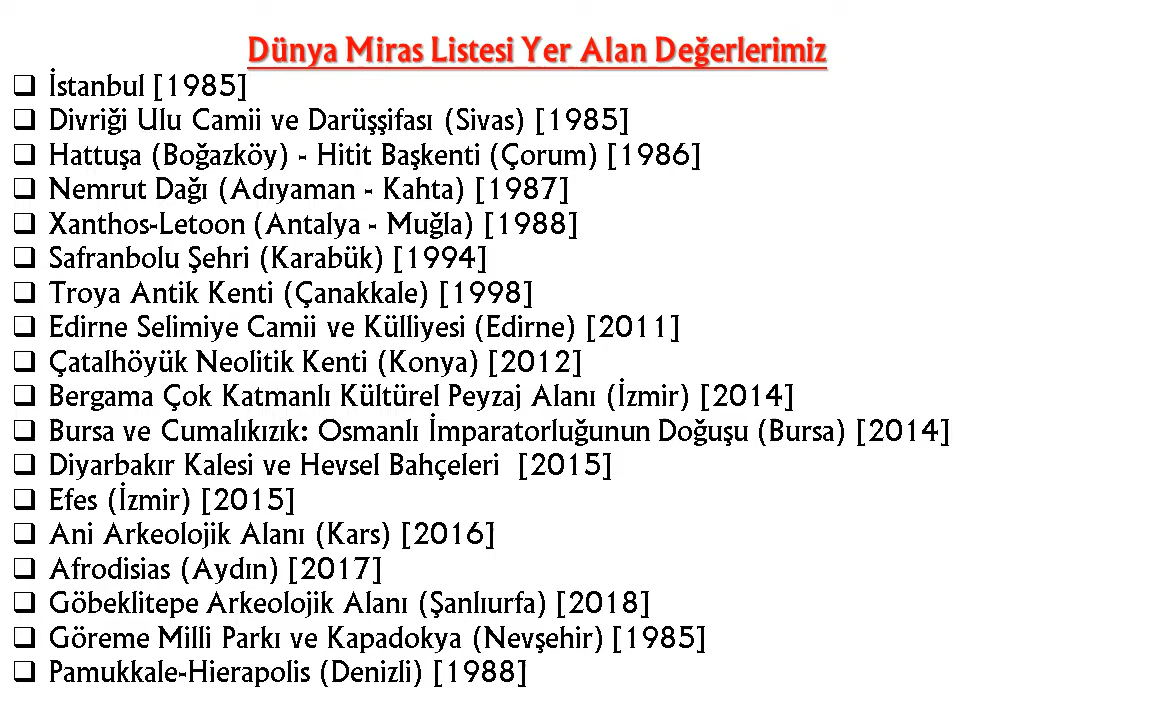 Dünya Miras Listesi Yer Alan Değerlerimiz
❑ İstanbul [1985]
❑ Divriği Ulu Camii ve Darüşşifası (Sivas) [1985]
❑ Hattuşa (Boğazköy) - Hitit Başkenti (Çorum) [1986]
❑ Nemrut Dağı (Adıyaman - Kahta) [1987]
❑ Xanthos-Letoon (Antalya - Muğla) [1988]
❑ Safranbolu Şehri (Karabük) [1994]
❑ Troya Antik Kenti (Çanakkale) [1998]
❑ Edirne Selimiye Camii ve Külliyesi (Edirne) [2011]
❑ Çatalhöyük Neolitik Kenti (Konya) [2012]
❑ Bergama Çok Katmanlı Kültürel Peyzaj Alanı (İzmir) [2014]
❑ Bursa ve Cumalıkızık: Osmanlı İmparatorluğunun Doğuşu (Bursa) [2014]
❑ Diyarbakır Kalesi ve Hevsel Bahçeleri [2015]
❑ Efes (İzmir) [2015]
❑ Ani Arkeolojik Alanı (Kars) [2016]
❑ Afrodisias (Aydın) [2017]
❑ Göbeklitepe Arkeolojik Alanı (Şanlıurfa) [2018]
❑ Göreme Milli Parkı ve Kapadokya (Nevşehir) [1985]
❑ Pamukkale-Hierapolis (Denizli) [1988]